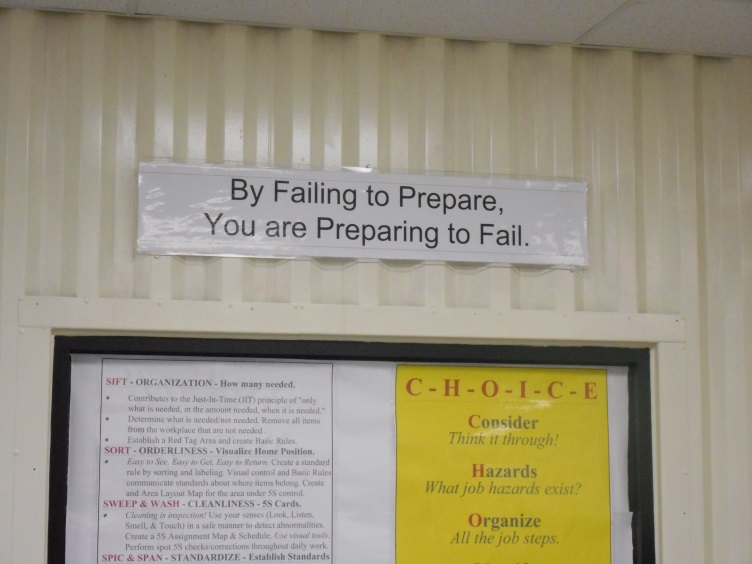 By Failing to Prepare,
You are Preparing to Fail.
SIFT - ORGANIZATION - How many needed.
• Contributes to the Just-In-Time (JIT) principle of "only
what is needed, in the amount needed, when it is needed."
• Determine what is needed/not needed. Remove all items
from the workplace that are not needed .
• Establish a Red Tag Area and create Basic Rules.
SORT - ORDERLINESS - Visualize Home Position.
• Easy to See, Easy to Get, Easy to Return. Create a standard
rule by sorting and labeling. Visual control and Basic Rules
communicate standards about where items belong. Create
and Area Layout Map for the area under 5S control.
SWEEP & WASH - CLEANLINESS - 5S Cards.
• Cleaning is inspection! Use your senses (Look, Listen,
Smell, & Touch) in a safe manner to detect abnormalities.
Create a 5S Assignment Map & Schedule. Use visual tools.
Perform spot 5S checks/corrections throughout daily work.
SPIC & SPAN - STANDARDIZE - Establish Standards
C-H-O-I-C-E
Consider
Think it through!
Hazards
What job hazards exist?
Organize
All the job steps.